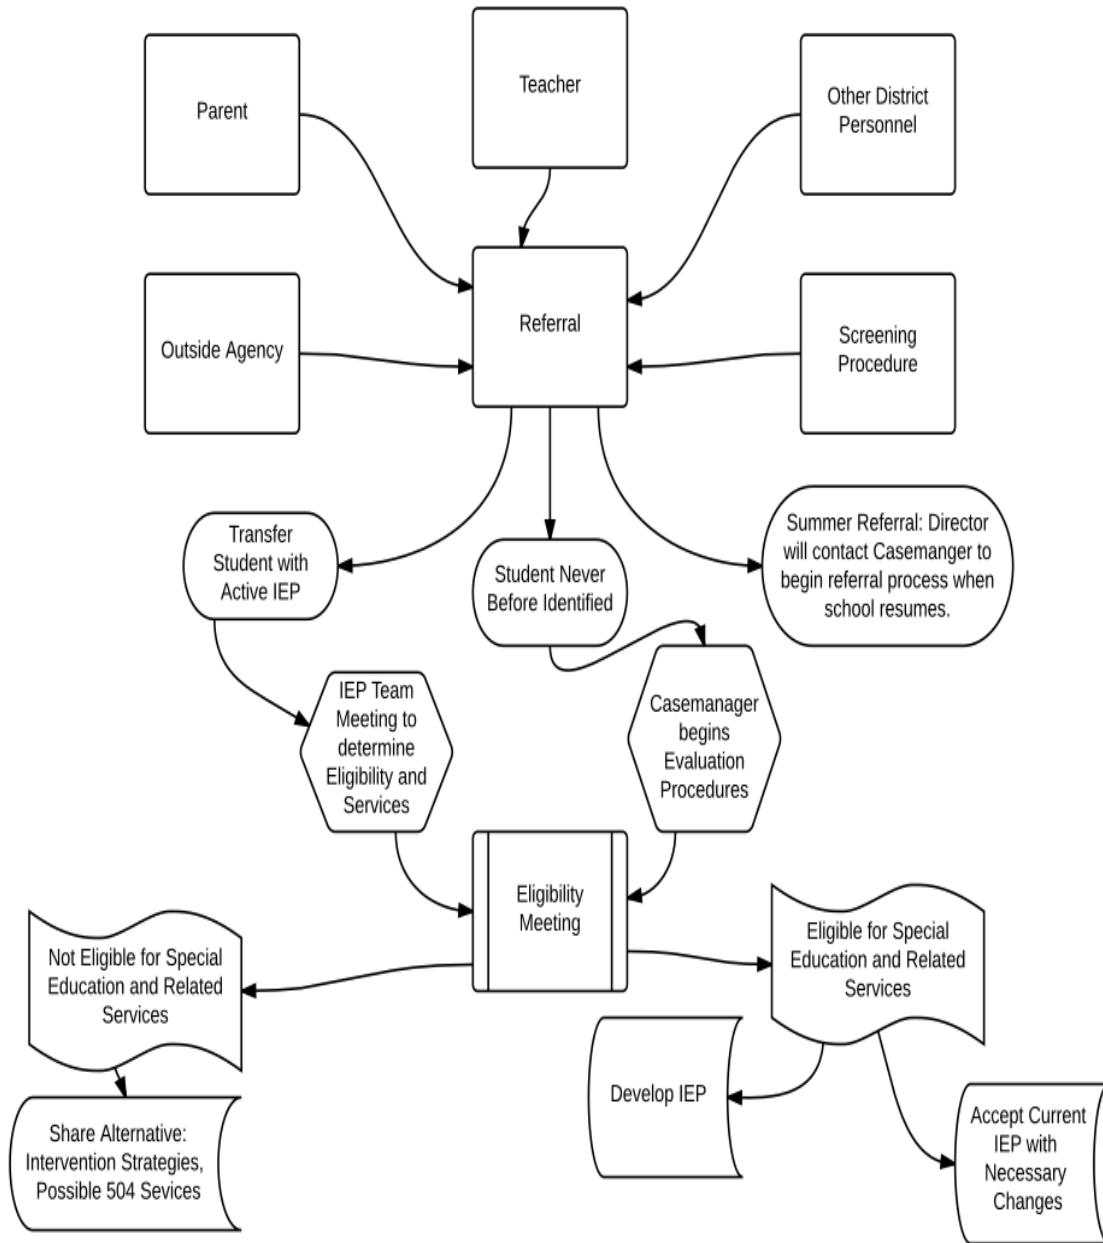 Parent
Teacher
Other District
Personnel
Outside Agency
Referral
Screening
Procedure
Transfer
Student with
Active IEP
Student Never
Before Identified
Summer Referral: Director
will contact Casemanger to
begin referral process when
school resumes.
IEP Team
Meeting to
determine
Eligibility and
Services
Casemanager
begins
Evaluation
Procedures
Eligibility
Meeting
Not Eligible for Special
Education and Related
Services
Eligible for Special
Education and Related
Services
Share Alternative:
Intervention Strategies,
Possible 504 Sevices
Develop IEP
Accept Current
IEP with
Necessary
Changes